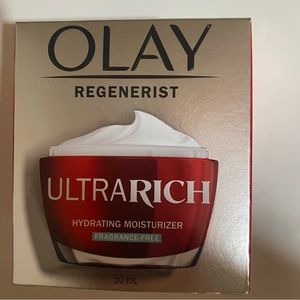 OLAY
REGENERIST
ULTRARICH
HYDRATING MOISTURIZER
FRAGRANCE-FREE
50 mL